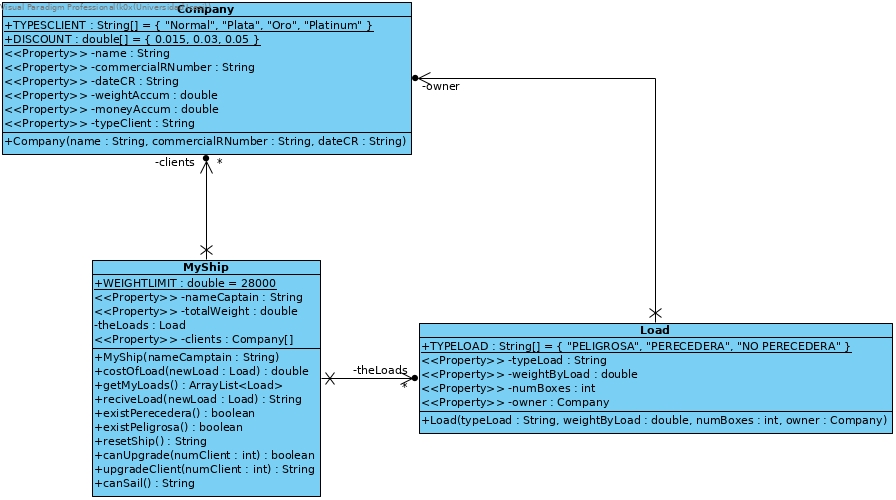 Visual Paradigm Professional(k0x(Universidad Icesi))
Company
+TYPESCLIENT : String[] = { "Normal", "Plata", "Oro", "Platinum" }
+DISCOUNT : double[] = { 0.015, 0.03, 0.05 }
<<Property>> -name : String
<<Property>> -commercialRNumber : String
<<Property>> -dateCR : String
<<Property>> -weightAccum : double
<<Property>> -moneyAccum : double
<<Property>> -typeClient : String
+Company(name : String, commercialRNumber : String, dateCR : String)
-owner
-clients *
MyShip
+WEIGHTLIMIT : double = 28000
<<Property>> -nameCaptain : String
<<Property>> -totalWeight : double
-theLoads : Load
<<Property>> -clients : Company[]
+MyShip(nameCamptain : String)
+costOfLoad(newLoad : Load) : double
+getMyLoads() : ArrayList<Load>
+reciveLoad(newLoad : Load) : String
+existPerecedera() : boolean
+existPeligrosa() : boolean
+resetShip() : String
+canUpgrade(numClient : int) : boolean
+upgradeClient(numClient : int) : String
+canSail() : String
-theLoads
*
Load
+TYPELOAD : String[] = { "PELIGROSA", "PERECEDERA", "NO PERECEDERA" }
<<Property>> -typeLoad : String
<<Property>> -weightByLoad : double
<<Property>> -numBoxes : int
<<Property>> -owner : Company
+Load(typeLoad : String, weightByLoad : double, numBoxes : int, owner : Company)